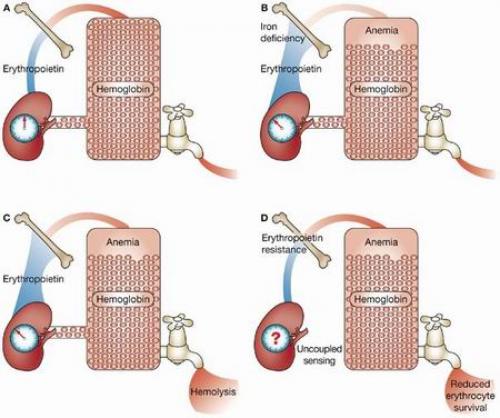 A
Erythropoietin
Hemoglobin
B
Iron
deficiency
Anemia
Erythropoietin
Hemoglobin
C
Anemia
Erythropoietin
Hemoglobin
Hemolysis
D
Erythropoietin
resistance
Anemia
Hemoglobin
?
Uncoupled
sensing
Reduced
erythrocyte
survival